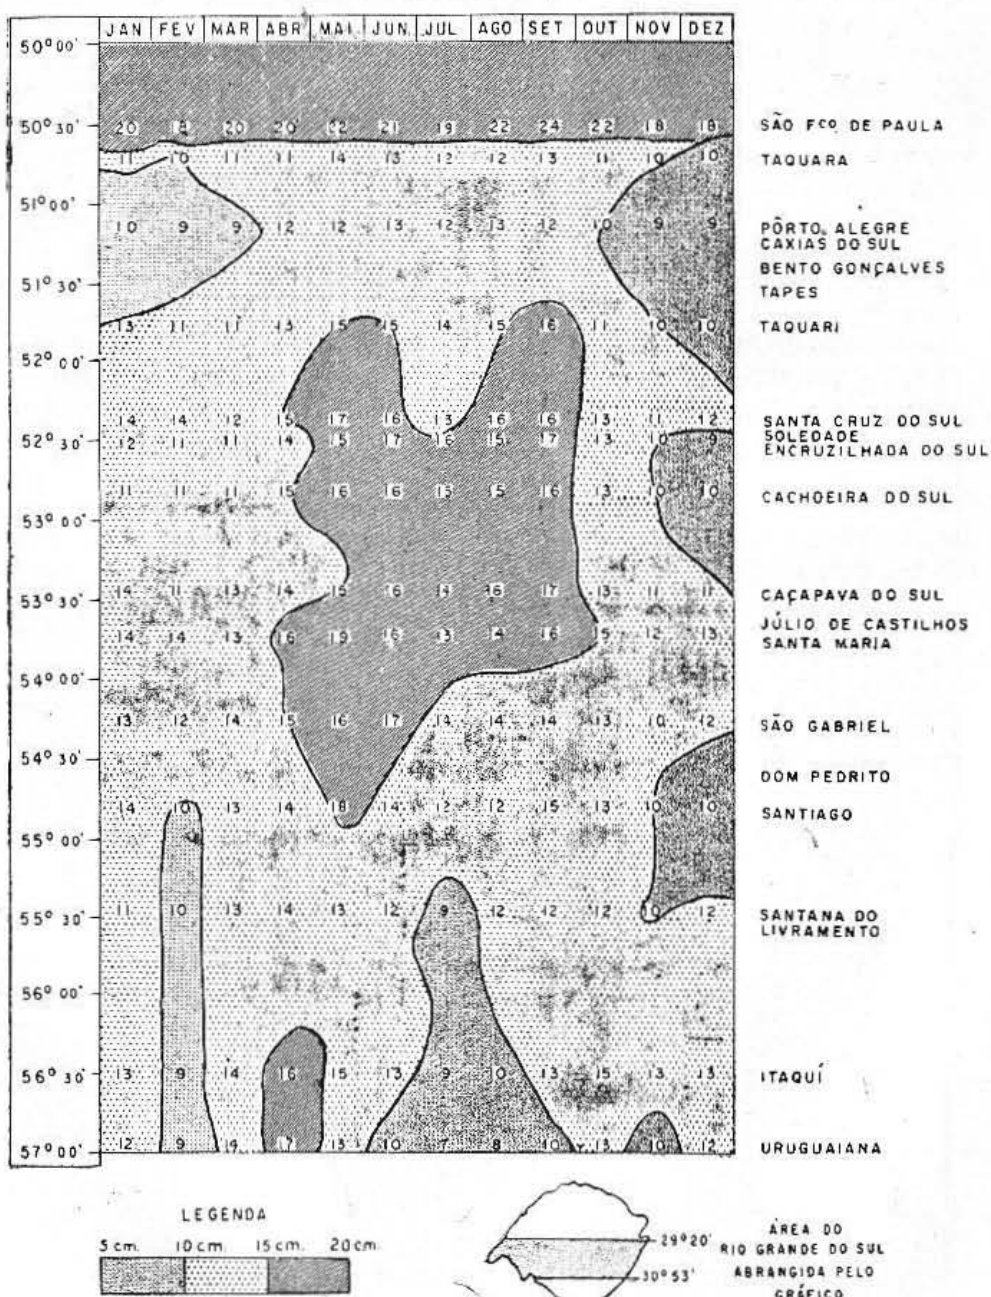 JAN FEV MAR ABR MAI JUN JUL AGO SET OUT NOV DEZ
50°00'
50°30' 20 18 20 20 22 21 19 22 24 22 18 18 SÃO Fco DE PAULA
11 10 11 11 14 13 12 12 13 11 10 10 TAQUARA
51°00'
10 9 9 12 12 13 12 13 12 10 9 9 PÔRTO ALEGRE
CAXIAS DO SUL
BENTO GONÇALVES
51°30' TAPES
13 11 11 13 15 15 14 15 16 11 10 10 TAQUARI
52°00'
14 14 12 15 17 16 13 16 16 13 11 12 SANTA CRUZ DO SUL
52°30' 12 11 11 14 15 17 16 15 17 13 10 9 SOLEDADE
ENCRUZILHADA DO SUL
11 11 11 15 16 16 15 15 16 13 10 10 CACHOEIRA DO SUL
53°00'
53°30' 14 11 13 14 15 16 14 16 17 13 11 11 CAÇAPAVA DO SUL
JÚLIO DE CASTILHOS
14 14 13 16 19 16 13 14 16 15 12 13 SANTA MARIA
54°00'
13 12 14 15 16 17 14 14 14 13 10 12 SÃO GABRIEL
54°30'
DOM PEDRITO
14 10 13 14 18 14 12 12 15 13 10 10 SANTIAGO
55°00'
55°30' 11 10 13 14 13 12 9 12 12 12 10 12 SANTANA DO
LIVRAMENTO
56°00'
56°30' 13 9 14 16 15 13 9 10 13 15 13 13 ITAQUÍ
57°00' 12 9 14 17 13 10 7 8 10 13 10 12 URUGUAIANA
LEGENDA
5 cm. 10 cm. 15 cm. 20 cm.
29°20'
30°53'
ÁREA DO
RIO GRANDE DO SUL
ABRANGIDA PELO
GRÁFICO